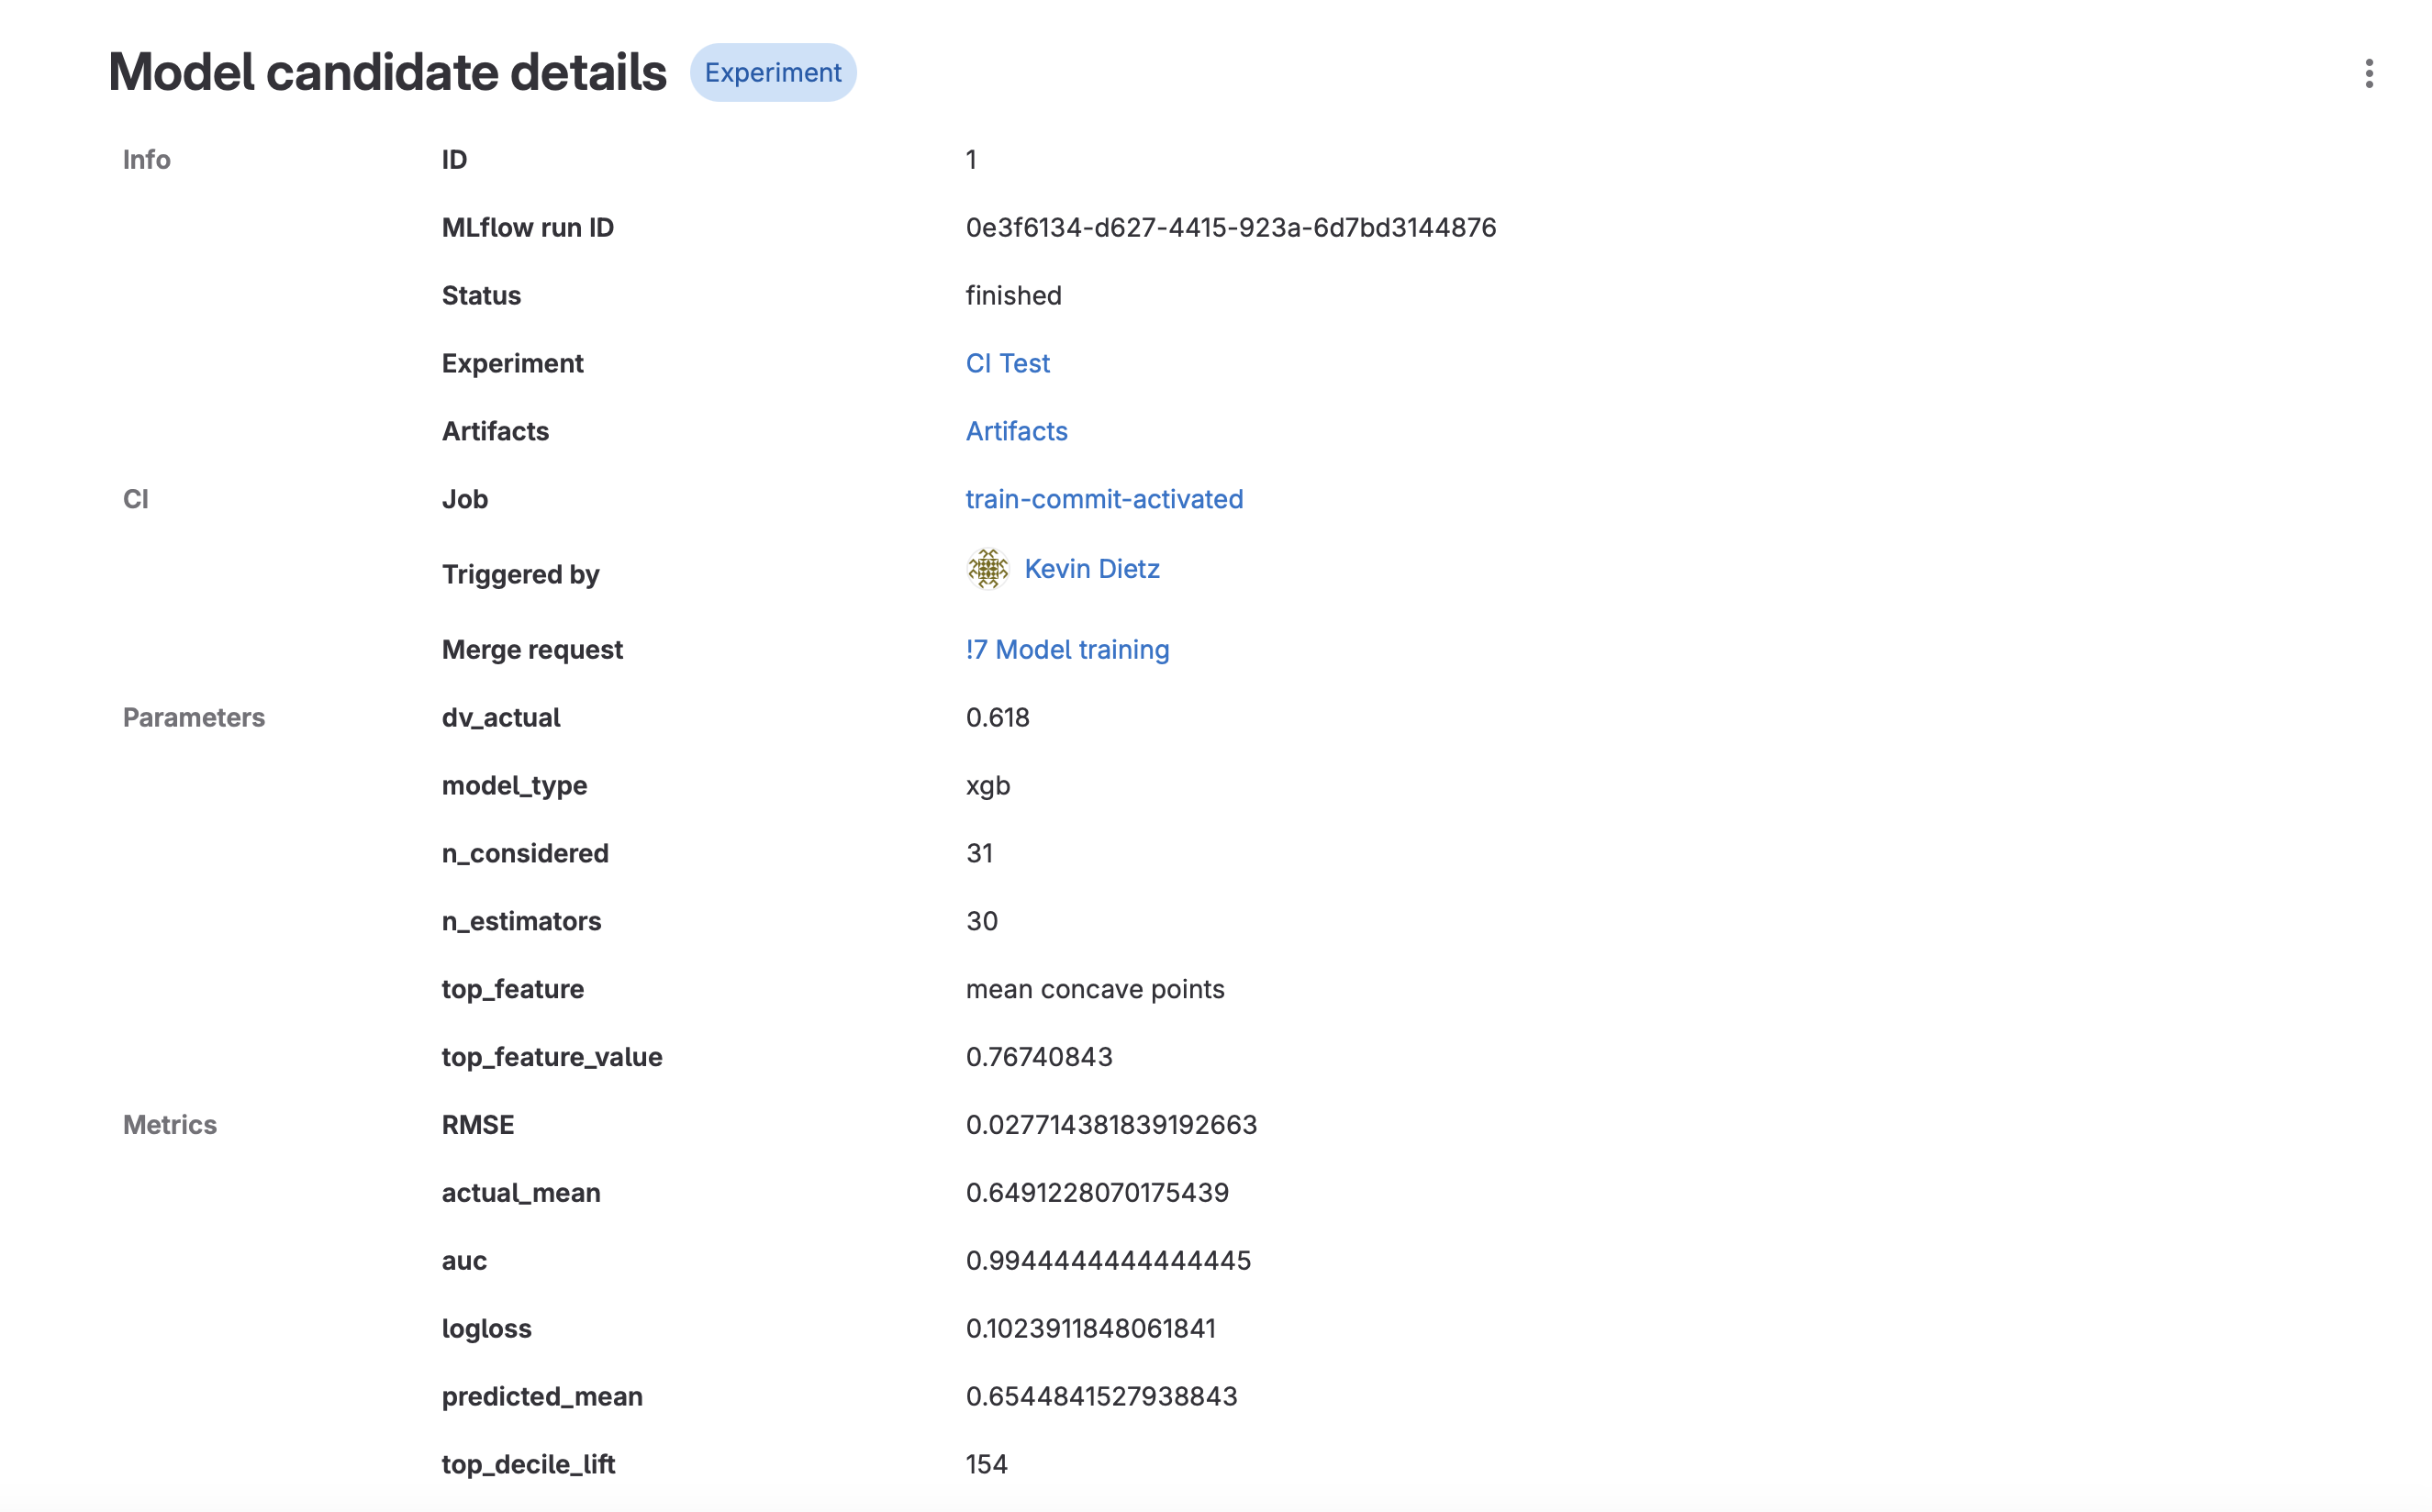 Model candidate details Experiment
Info ID 1
MLflow run ID 0e3f6134-d627-4415-923a-6d7bd3144876
Status finished
Experiment CI Test
Artifacts Artifacts
CI Job train-commit-activated
Triggered by Kevin Dietz
Merge request !7 Model training
Parameters dv_actual 0.618
model_type xgb
n_considered 31
n_estimators 30
top_feature mean concave points
top_feature_value 0.76740843
Metrics RMSE 0.027714381839192663
actual_mean 0.6491228070175439
auc 0.9944444444444445
logloss 0.1023911848061841
predicted_mean 0.6544841527938843
top_decile_lift 154